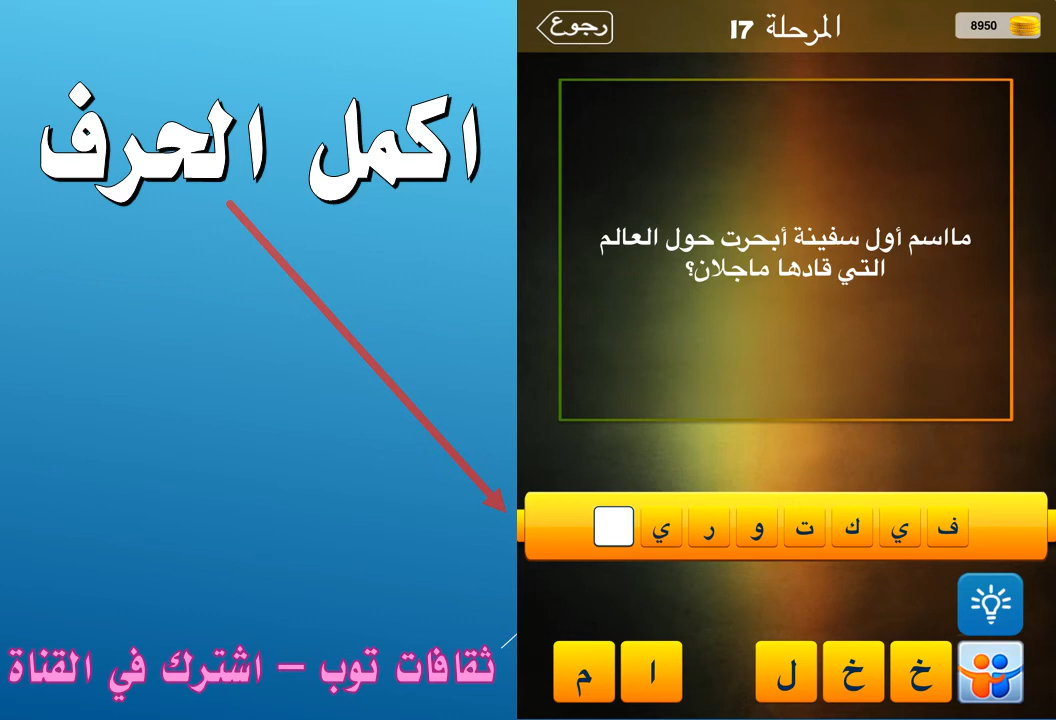 اكمل الحرف
ثقافات توب – اشترك في القناة
رجوع
المرحلة 17
8950
مااسم أول سفينة أبحرت حول العالم
التي قادها ماجلان؟
ف ي ك ت و ر ي
خ خ ل ا م